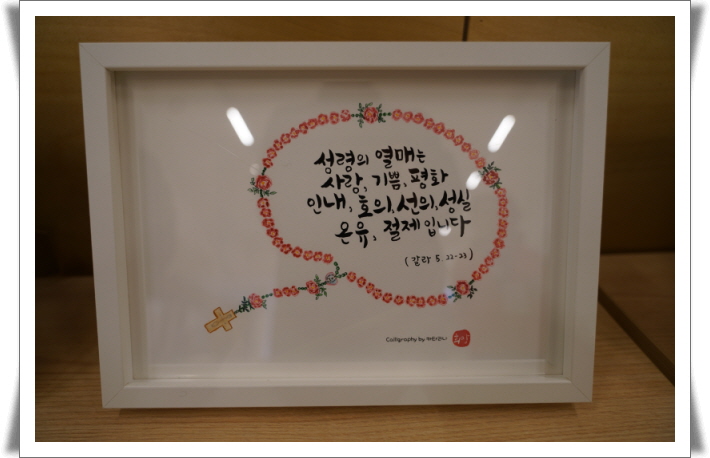 성령의 열매는
사랑, 기쁨, 평화
인내, 호의, 선의, 성실
온유, 절제입니다
(갈라 5. 22-23)
Calligraphy by